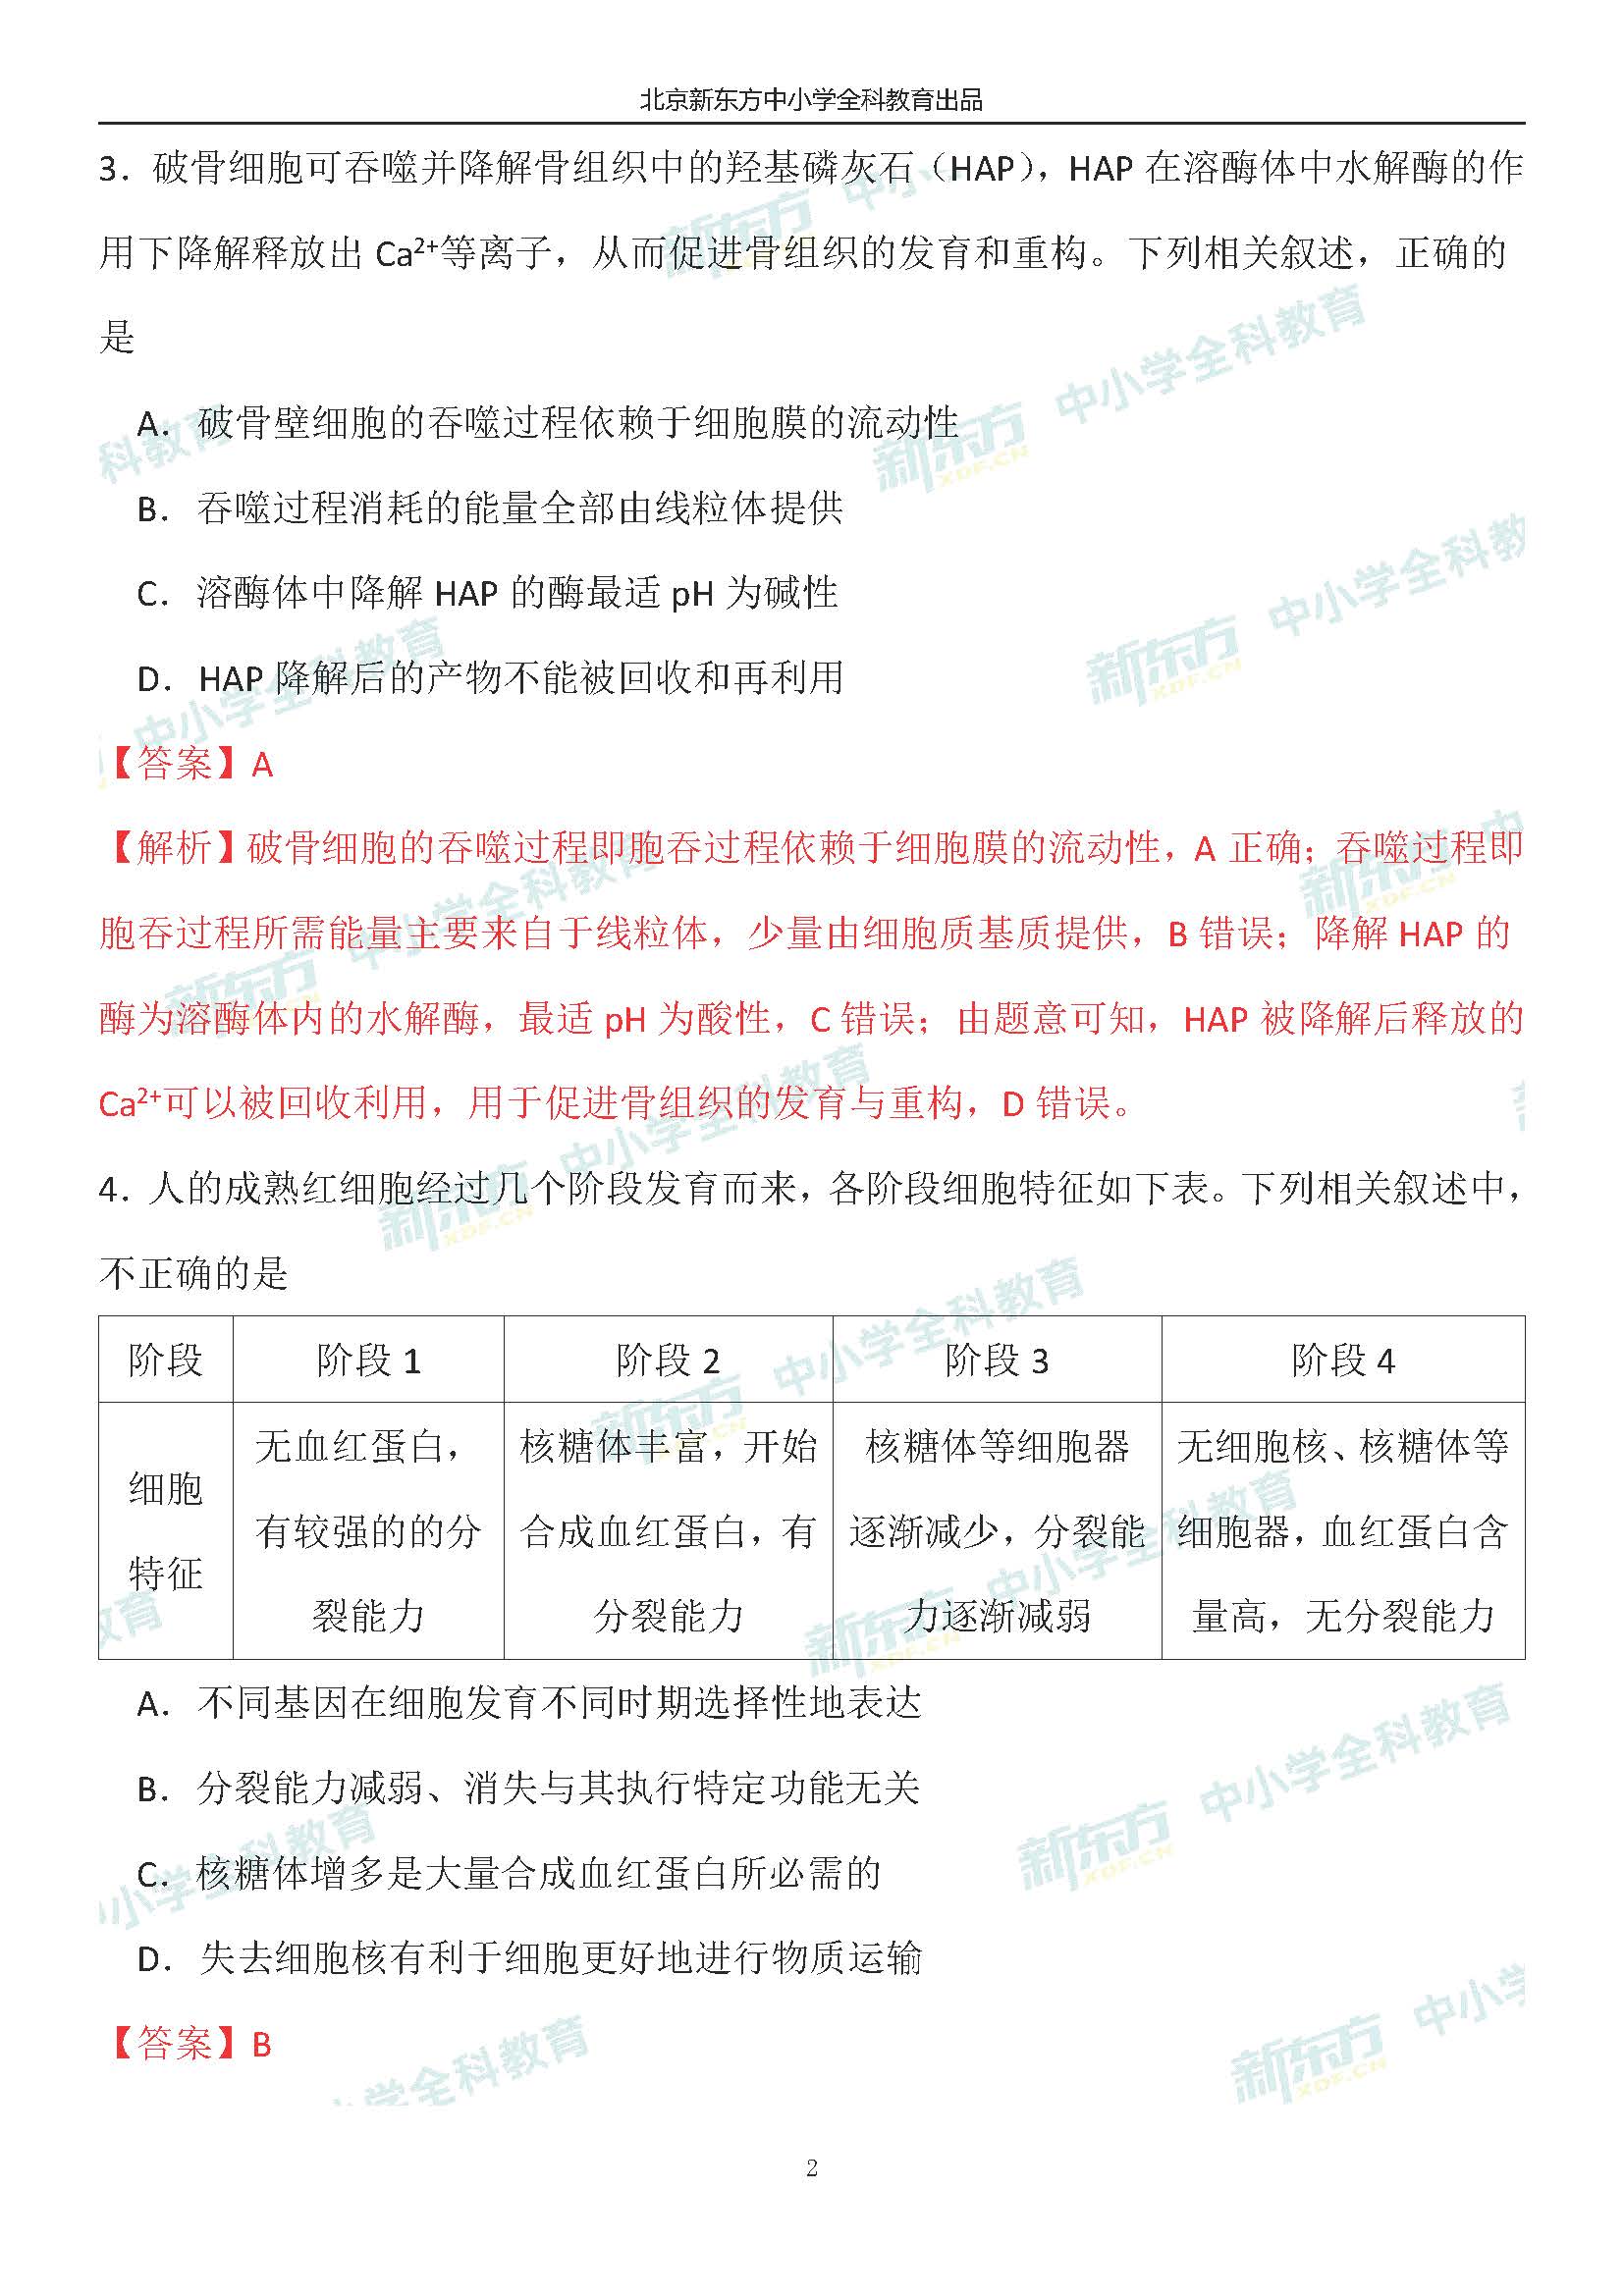 北京新东方中小学全科教育出品
3．破骨细胞可吞噬并降解骨组织中的羟基磷灰石（HAP），HAP 在溶酶体中水解酶的作
用下降解释放出 Ca²⁺等离子，从而促进骨组织的发育和重构。下列相关叙述，正确的
是
A．破骨壁细胞的吞噬过程依赖于细胞膜的流动性
B．吞噬过程消耗的能量全部由线粒体提供
C．溶酶体中降解 HAP 的酶最适 pH 为碱性
D．HAP 降解后的产物不能被回收和再利用
【答案】A
【解析】破骨细胞的吞噬过程即胞吞过程依赖于细胞膜的流动性，A 正确；吞噬过程即
胞吞过程所需能量主要来自于线粒体，少量由细胞质基质提供，B 错误；降解 HAP 的
酶为溶酶体内的水解酶，最适 pH 为酸性，C 错误；由题意可知，HAP 被降解后释放的
Ca²⁺可以被回收利用，用于促进骨组织的发育与重构，D 错误。
4．人的成熟红细胞经过几个阶段发育而来，各阶段细胞特征如下表。下列相关叙述中，
不正确的是
阶段 阶段 1 阶段 2 阶段 3 阶段 4
细胞
特征
无血红蛋白，
有较强的的分
裂能力
核糖体丰富，开始
合成血红蛋白，有
分裂能力
核糖体等细胞器
逐渐减少，分裂能
力逐渐减弱
无细胞核、核糖体等
细胞器，血红蛋白含
量高，无分裂能力
A．不同基因在细胞发育不同时期选择性地表达
B．分裂能力减弱、消失与其执行特定功能无关
C．核糖体增多是大量合成血红蛋白所必需的
D．失去细胞核有利于细胞更好地进行物质运输
【答案】B
2